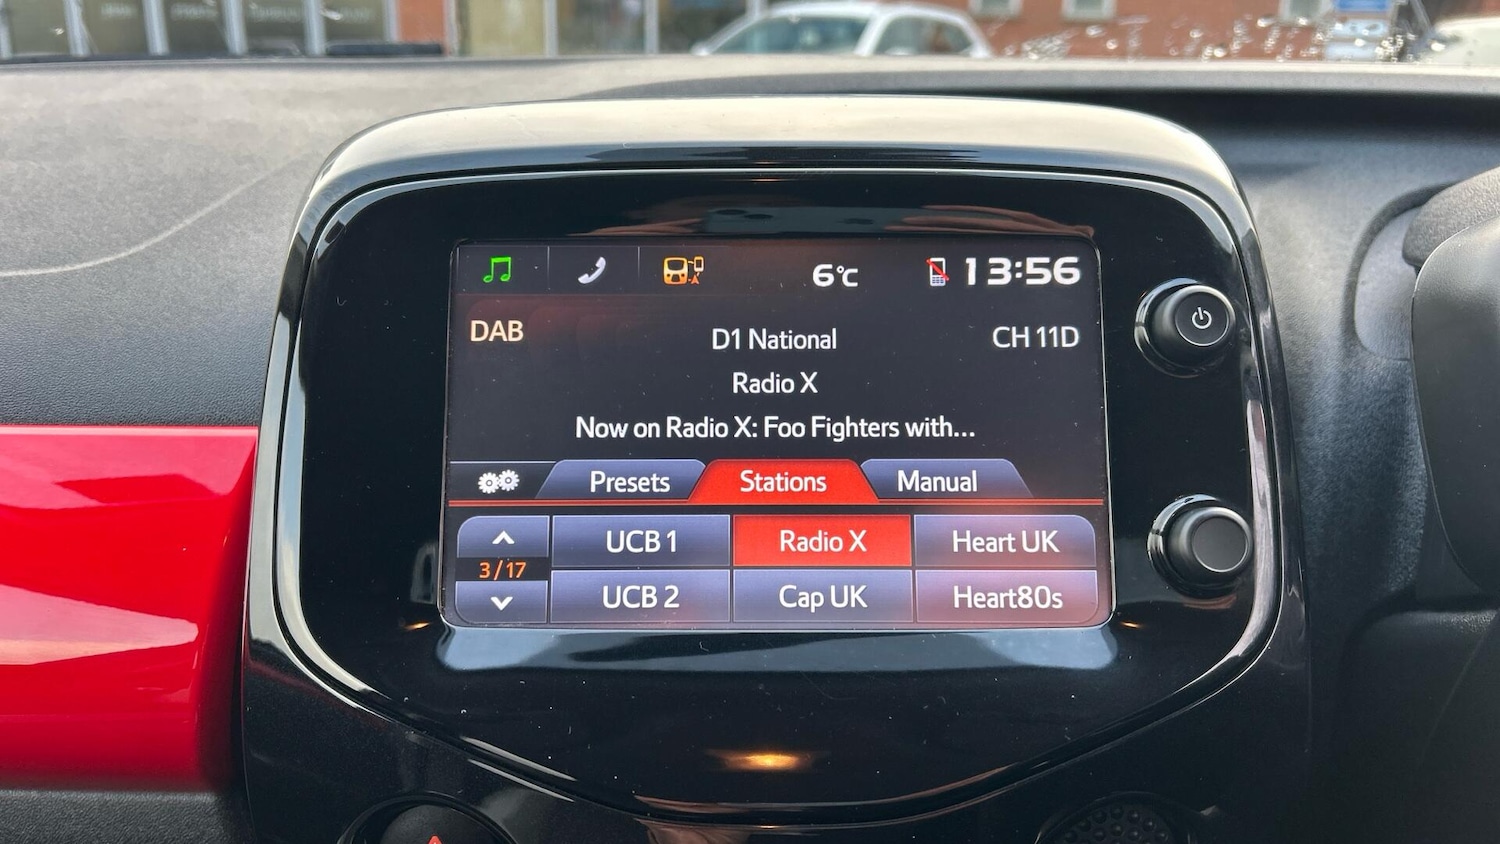 6°C
13:56
DAB
D1 National
CH 11D
Radio X
Now on Radio X: Foo Fighters with...
Presets
Stations
Manual
3/17
UCB 1
Radio X
Heart UK
UCB 2
Cap UK
Heart80s